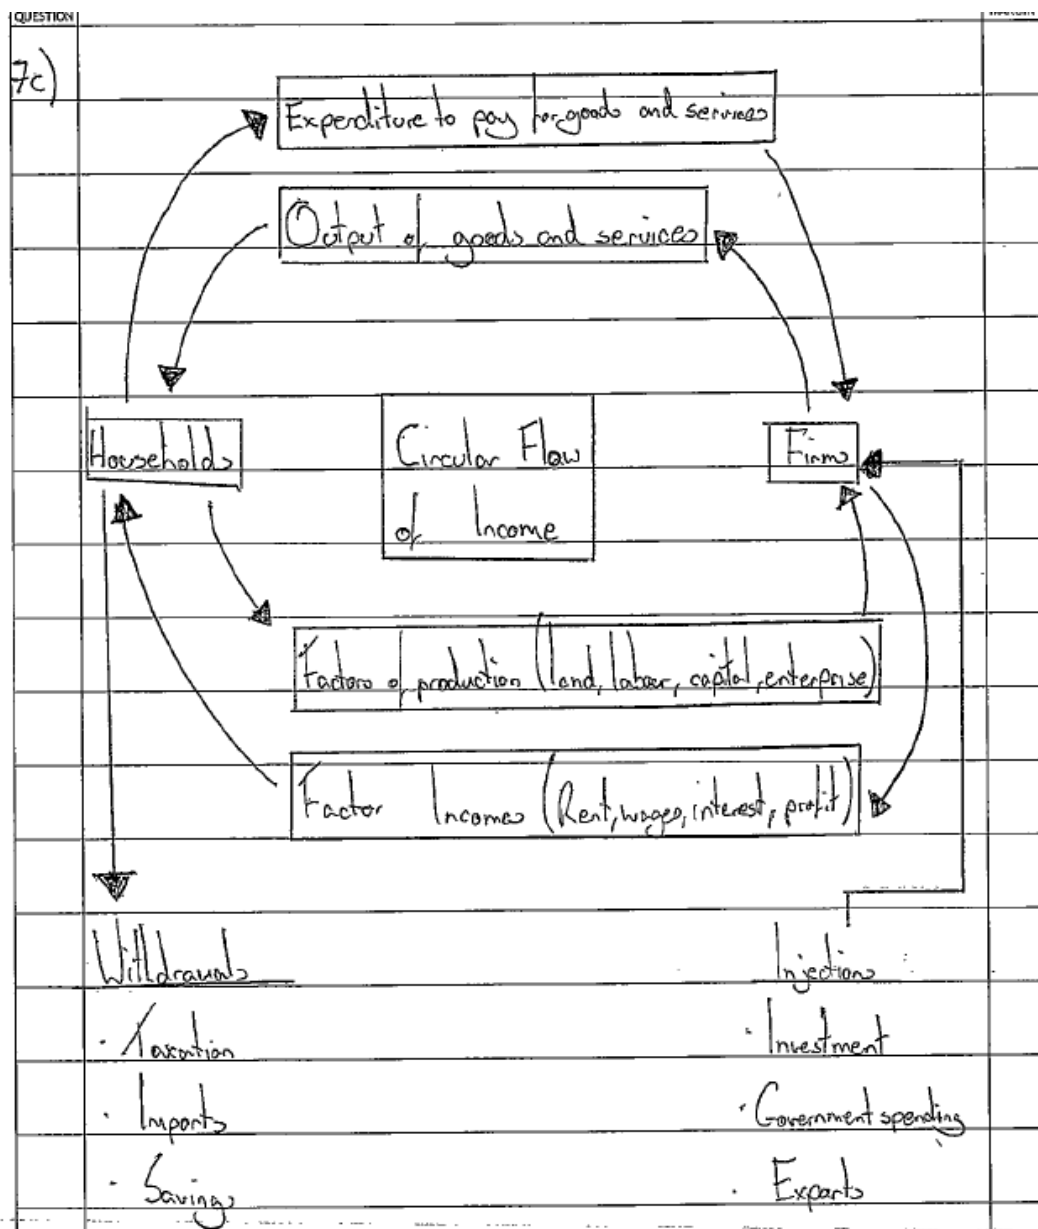 QUESTION
7c)
Expenditure to pay for goods and services
Output of goods and services
Households
Circular Flow
of Income
Firms
Factors of production (land, labour, capital, enterprise)
Factor Incomes (Rent, wages, interest, profit)
Withdrawals
Injections
· Taxation
· Investment
· Imports
· Government spending
· Savings
· Exports